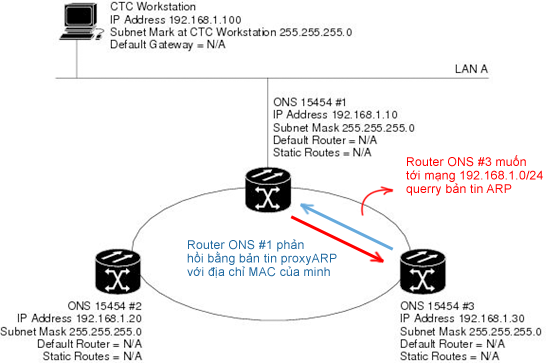 CTC Workstation
IP Address 192.168.1.100
Subnet Mark at CTC Workstation 255.255.255.0
Default Gateway = N/A
LAN A
ONS 15454 #1
IP Address 192.168.1.10
Subnet Mask 255.255.255.0
Default Router = N/A
Static Routes = N/A
Router ONS #3 muốn
tới mạng 192.168.1.0/24
querry bản tin ARP
Router ONS #1 phản
hồi bằng bản tin proxyARP
với địa chỉ MAC của minh
ONS 15454 #2
IP Address 192.168.1.20
Subnet Mask 255.255.255.0
Default Router = N/A
Static Routes = N/A
ONS 15454 #3
IP Address 192.168.1.30
Subnet Mask 255.255.255.0
Default Router = N/A
Static Routes = N/A